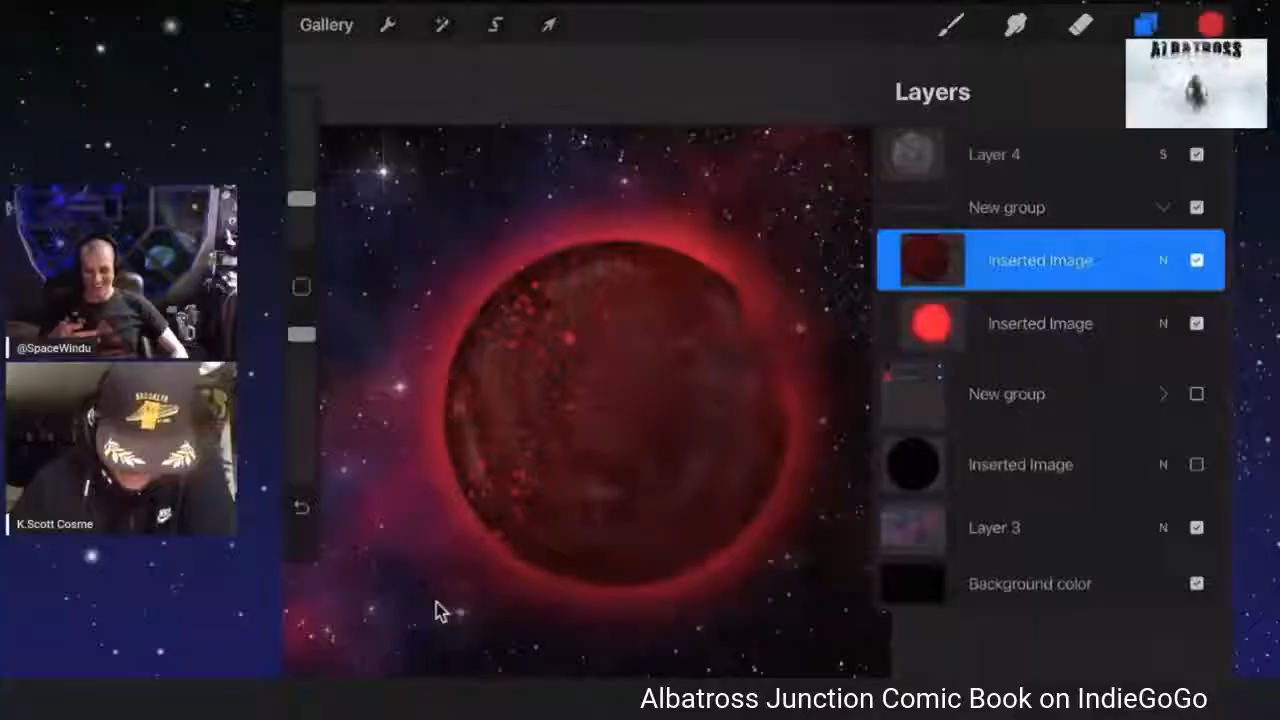 Gallery
ALBATROSS
Layers
Layer 4 S
New group
Inserted Image N
Inserted Image N
New group
Inserted Image N
Layer 3 N
Background color
@SpaceWindu
BROOKLYN
K.Scott Cosme
Albatross Junction Comic Book on IndieGoGo